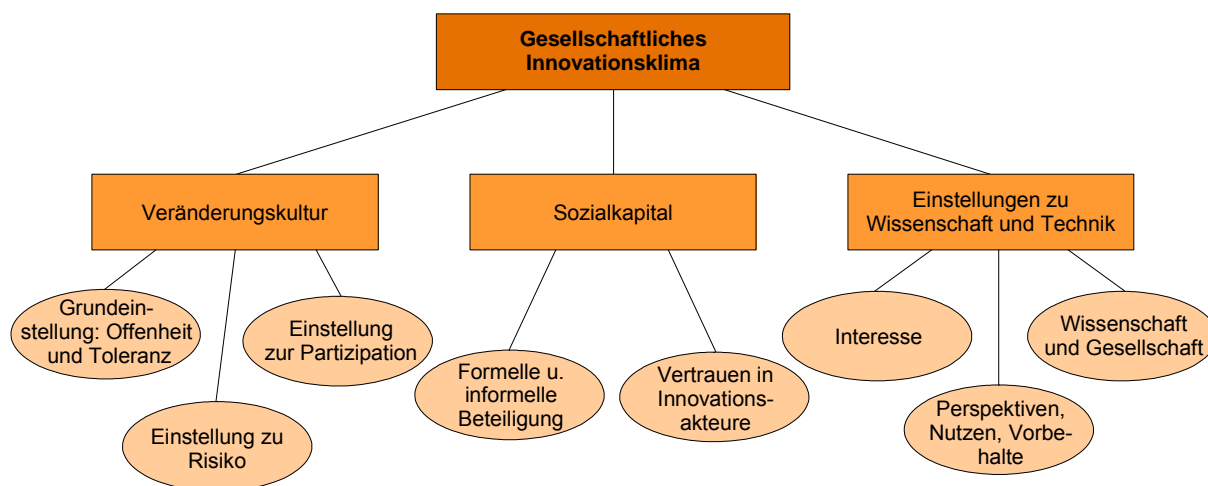 Gesellschaftliches
Innovationsklima
Veränderungskultur
Sozialkapital
Einstellungen zu
Wissenschaft und Technik
Grundein-
stellung: Offenheit
und Toleranz
Einstellung zu
Risiko
Einstellung
zur Partizipation
Formelle u.
informelle
Beteiligung
Vertrauen in
Innovations-
akteure
Interesse
Perspektiven,
Nutzen, Vorbe-
halte
Wissenschaft
und Gesellschaft